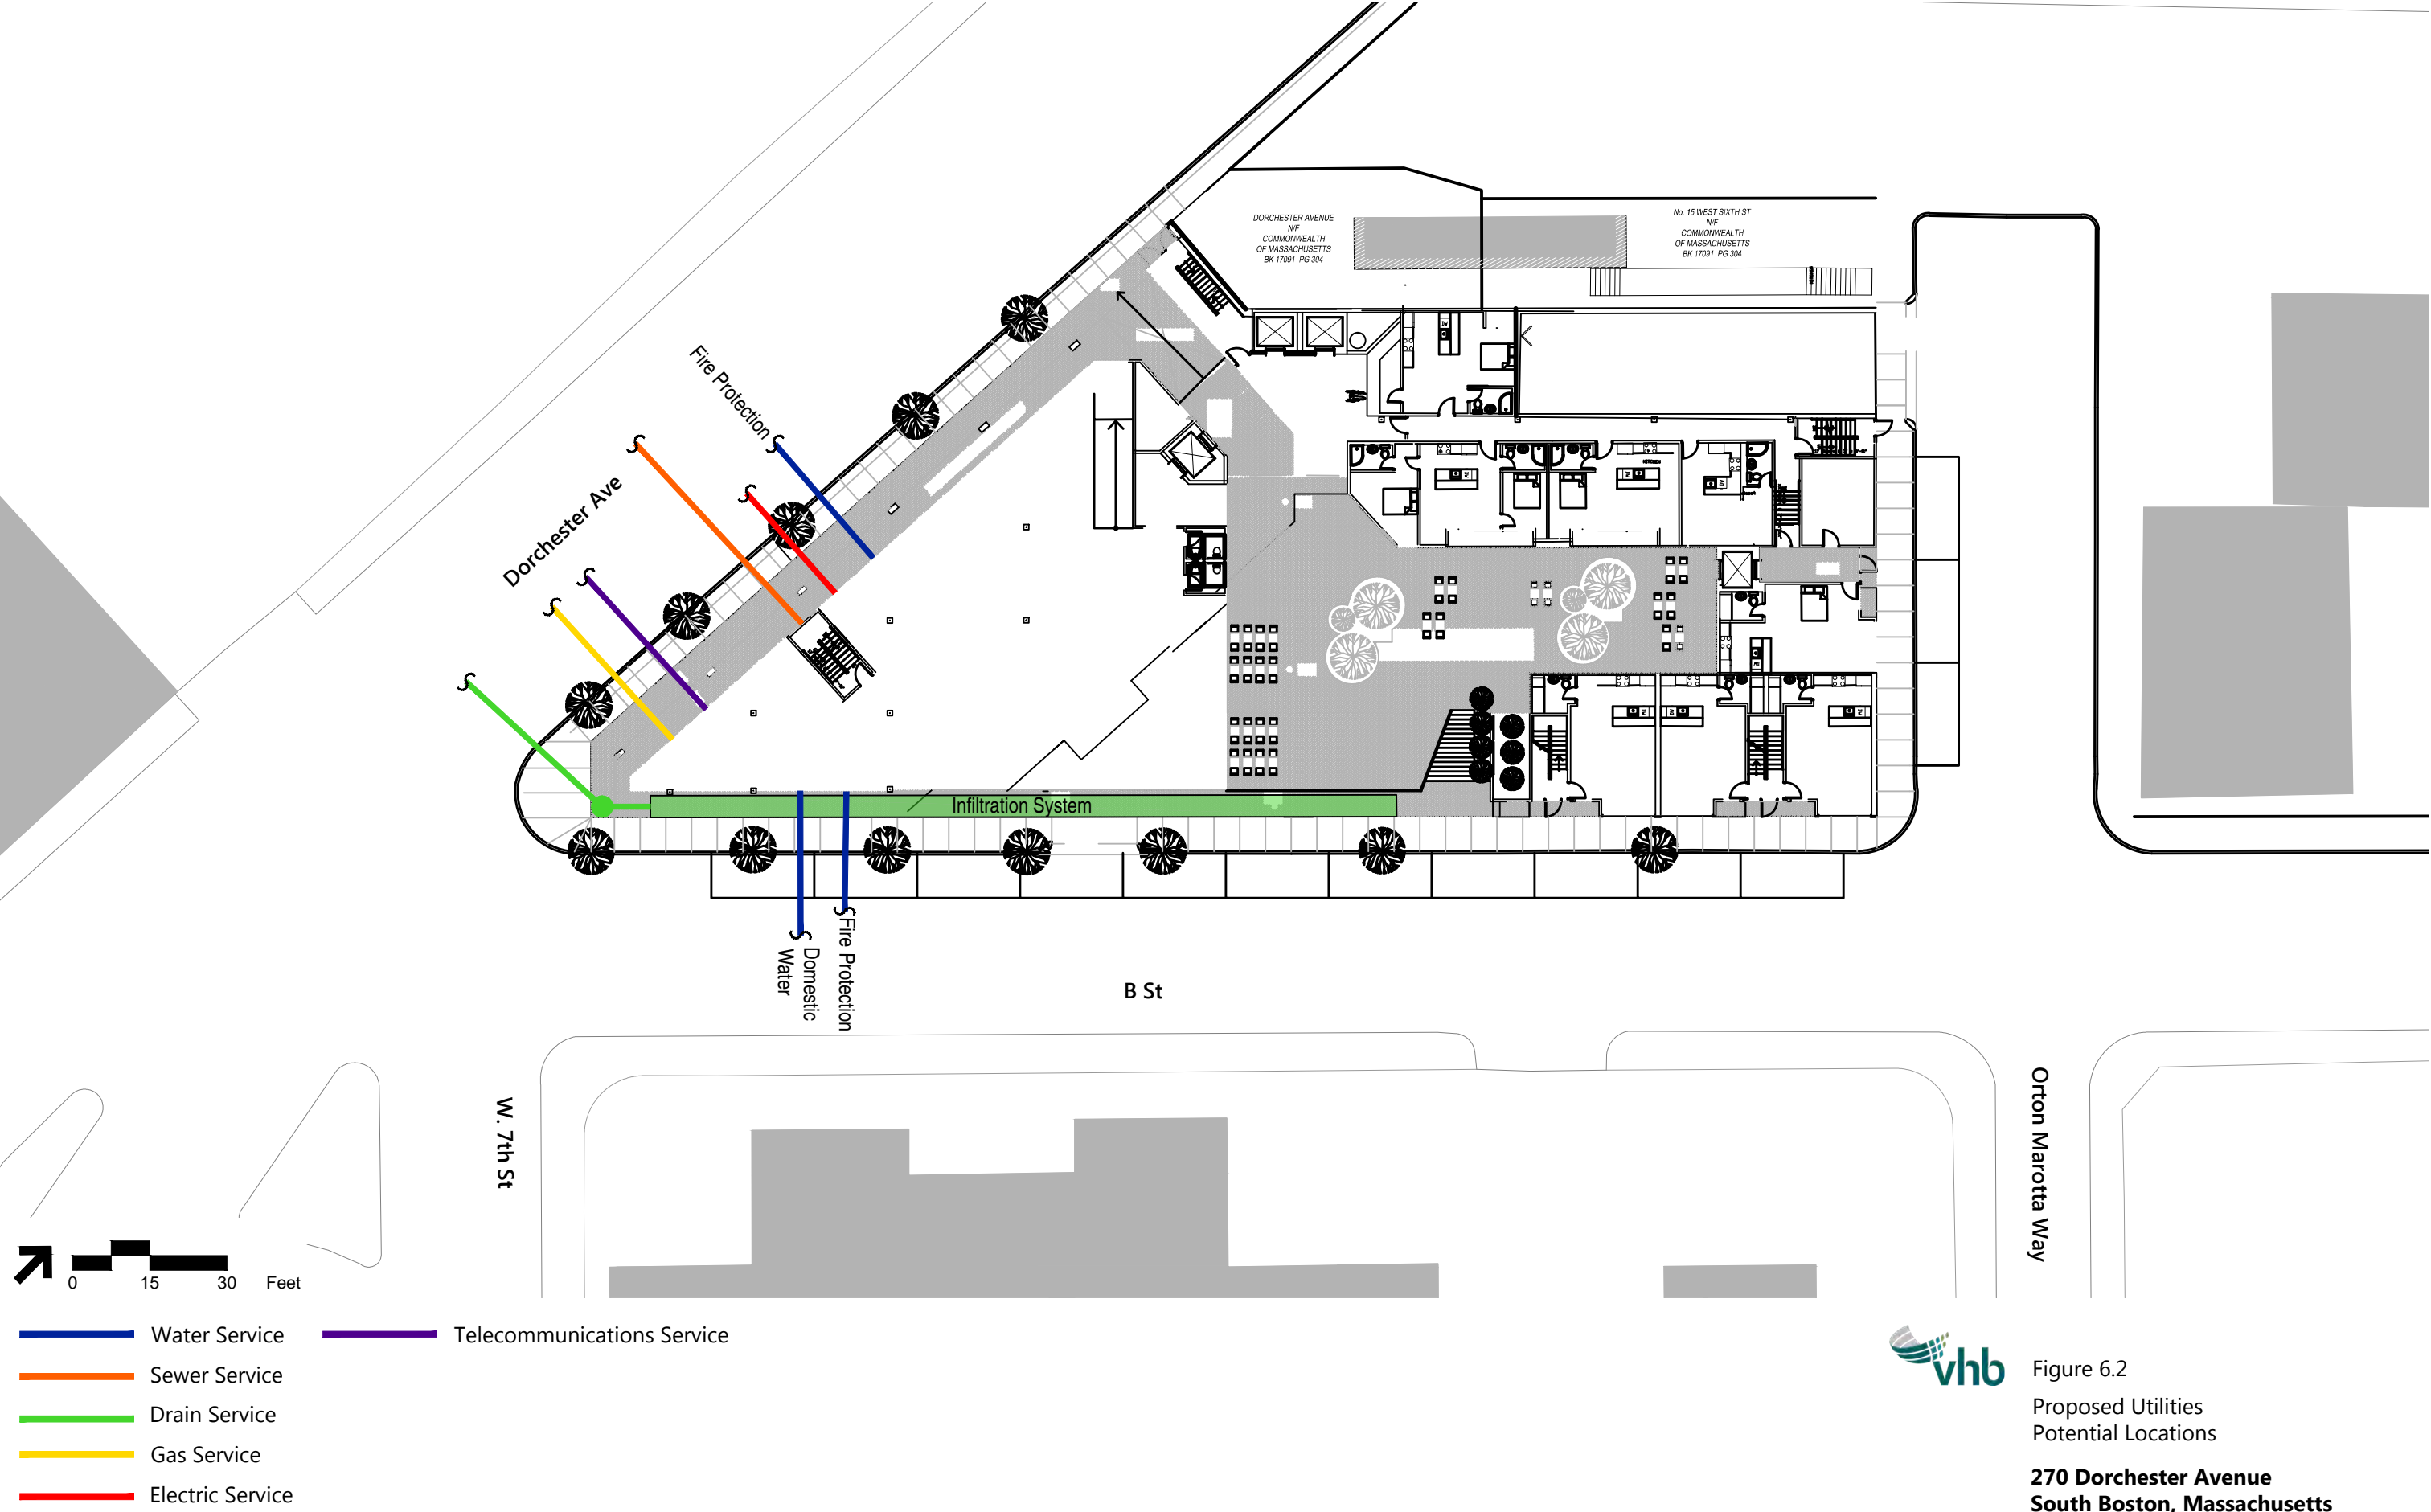 DORCHESTER AVENUE
N/F
COMMONWEALTH
OF MASSACHUSETTS
BK 17091 PG 304
No. 15 WEST SIXTH ST
N/F
COMMONWEALTH
OF MASSACHUSETTS
BK 17091 PG 304
Fire Protection
Dorchester Ave
KITCHEN
Infiltration System
Domestic
Water
Fire Protection
B St
W. 7th St
Orton Marotta Way
0 15 30 Feet
Water Service
Telecommunications Service
Sewer Service
Drain Service
Gas Service
Electric Service
vhb
Figure 6.2
Proposed Utilities
Potential Locations
270 Dorchester Avenue
South Boston, Massachusetts